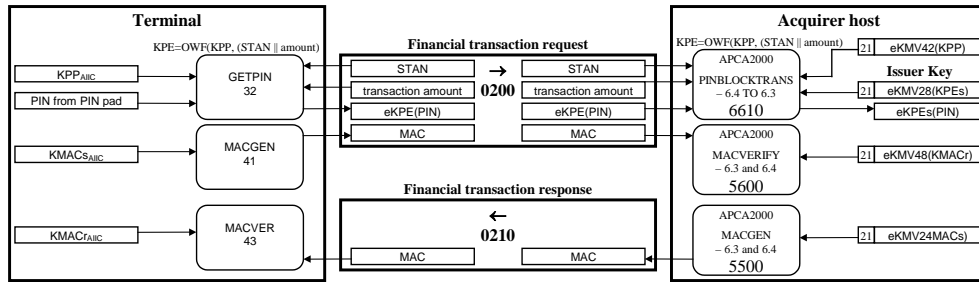 Terminal
KPE=OWF(KPP, (STAN || amount)
KPPAIIC
PIN from PIN pad
GETPIN
32
KMACsAIIC
MACGEN
41
KMACrAIIC
MACVER
43
Financial transaction request
STAN
→
STAN
0200
transaction amount
transaction amount
eKPE(PIN)
eKPE(PIN)
MAC
MAC
Financial transaction response
←
0210
MAC
MAC
Acquirer host
KPE=OWF(KPP, (STAN || amount)
APCA2000
PINBLOCKTRANS
– 6.4 TO 6.3
6610
21 eKMV42(KPP)
Issuer Key
21 eKMV28(KPEs)
eKPEs(PIN)
APCA2000
MACVERIFY
– 6.3 and 6.4
5600
21 eKMV48(KMACr)
APCA2000
MACGEN
– 6.3 and 6.4
5500
21 eKMV24MACs)